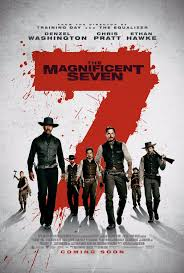 FROM THE DIRECTOR OF
TRAINING DAY AND THE EQUALIZER
DENZEL CHRIS ETHAN
WASHINGTON PRATT HAWKE
THE
MAGNIFICENT
SEVEN
7
COMING SOON